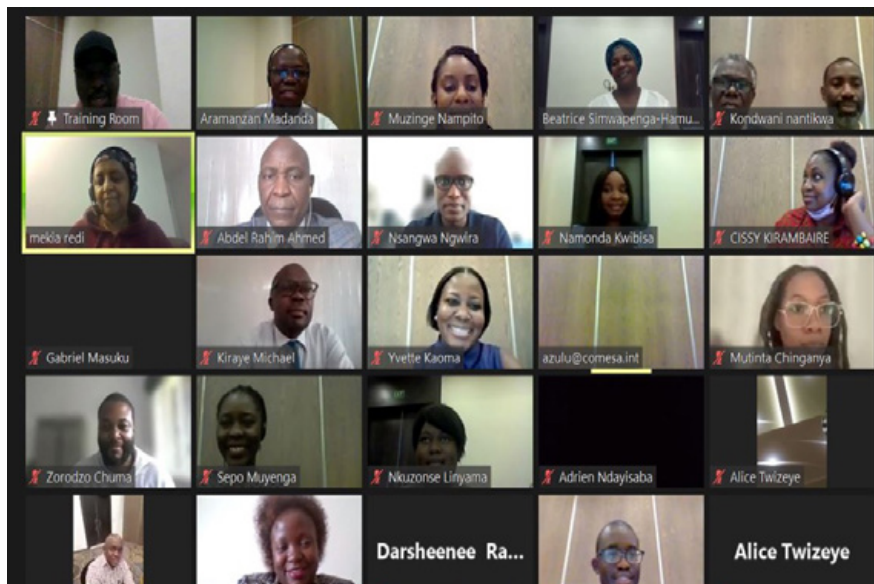 Training Room
Aramanzan Madanda
Muzinge Nampito
Beatrice Simwapenga-Hamu...
Kondwani nantikwa
mekia redi
Abdel Rahim Ahmed
Nsangwa Ngwira
Namonda Kwibisa
CISSY KIRAMBAIRE
Gabriel Masuku
Kiraye Michael
Yvette Kaoma
azulu@comesa.int
Mutinta Chinganya
Zorodzo Chuma
Sepo Muyenga
Nkuzonse Linyama
Adrien Ndayisaba
Alice Twizeye
Darsheenee Ra...
Alice Twizeye